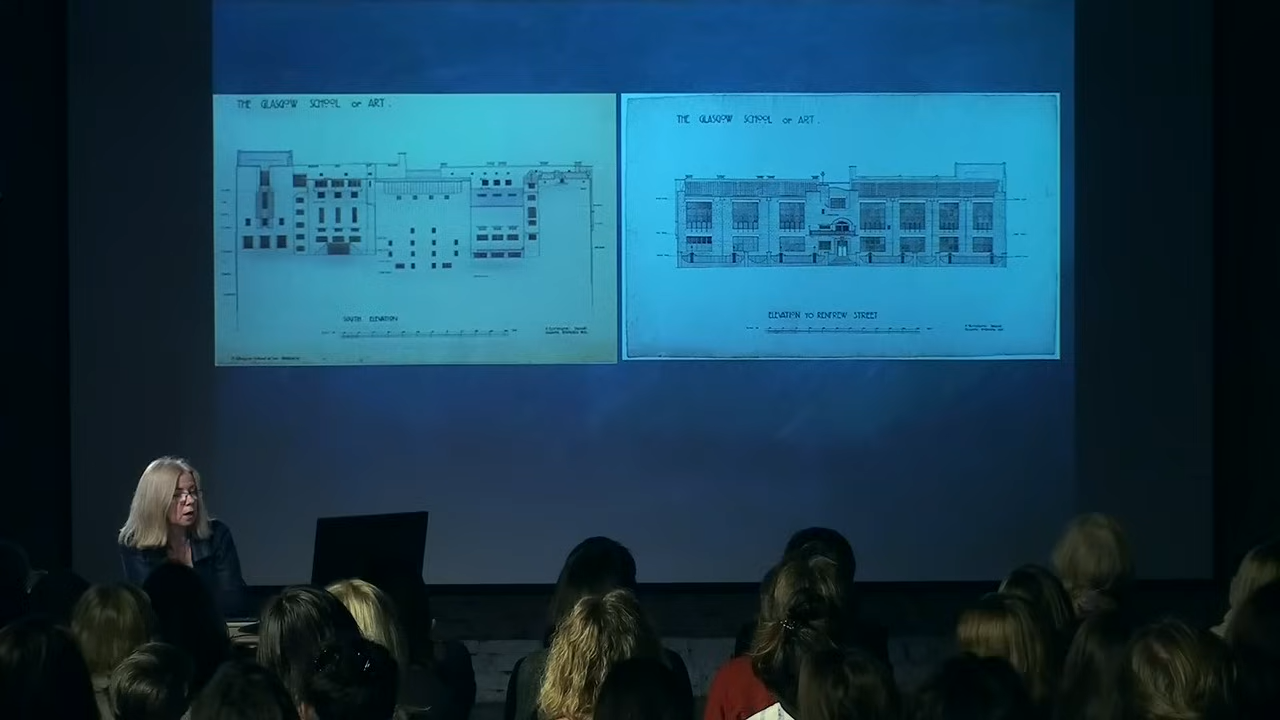 THE GLASGOW SCHOOL OF ART.
SOUTH ELEVATION
THE GLASGOW SCHOOL OF ART.
ELEVATION TO RENFREW STREET